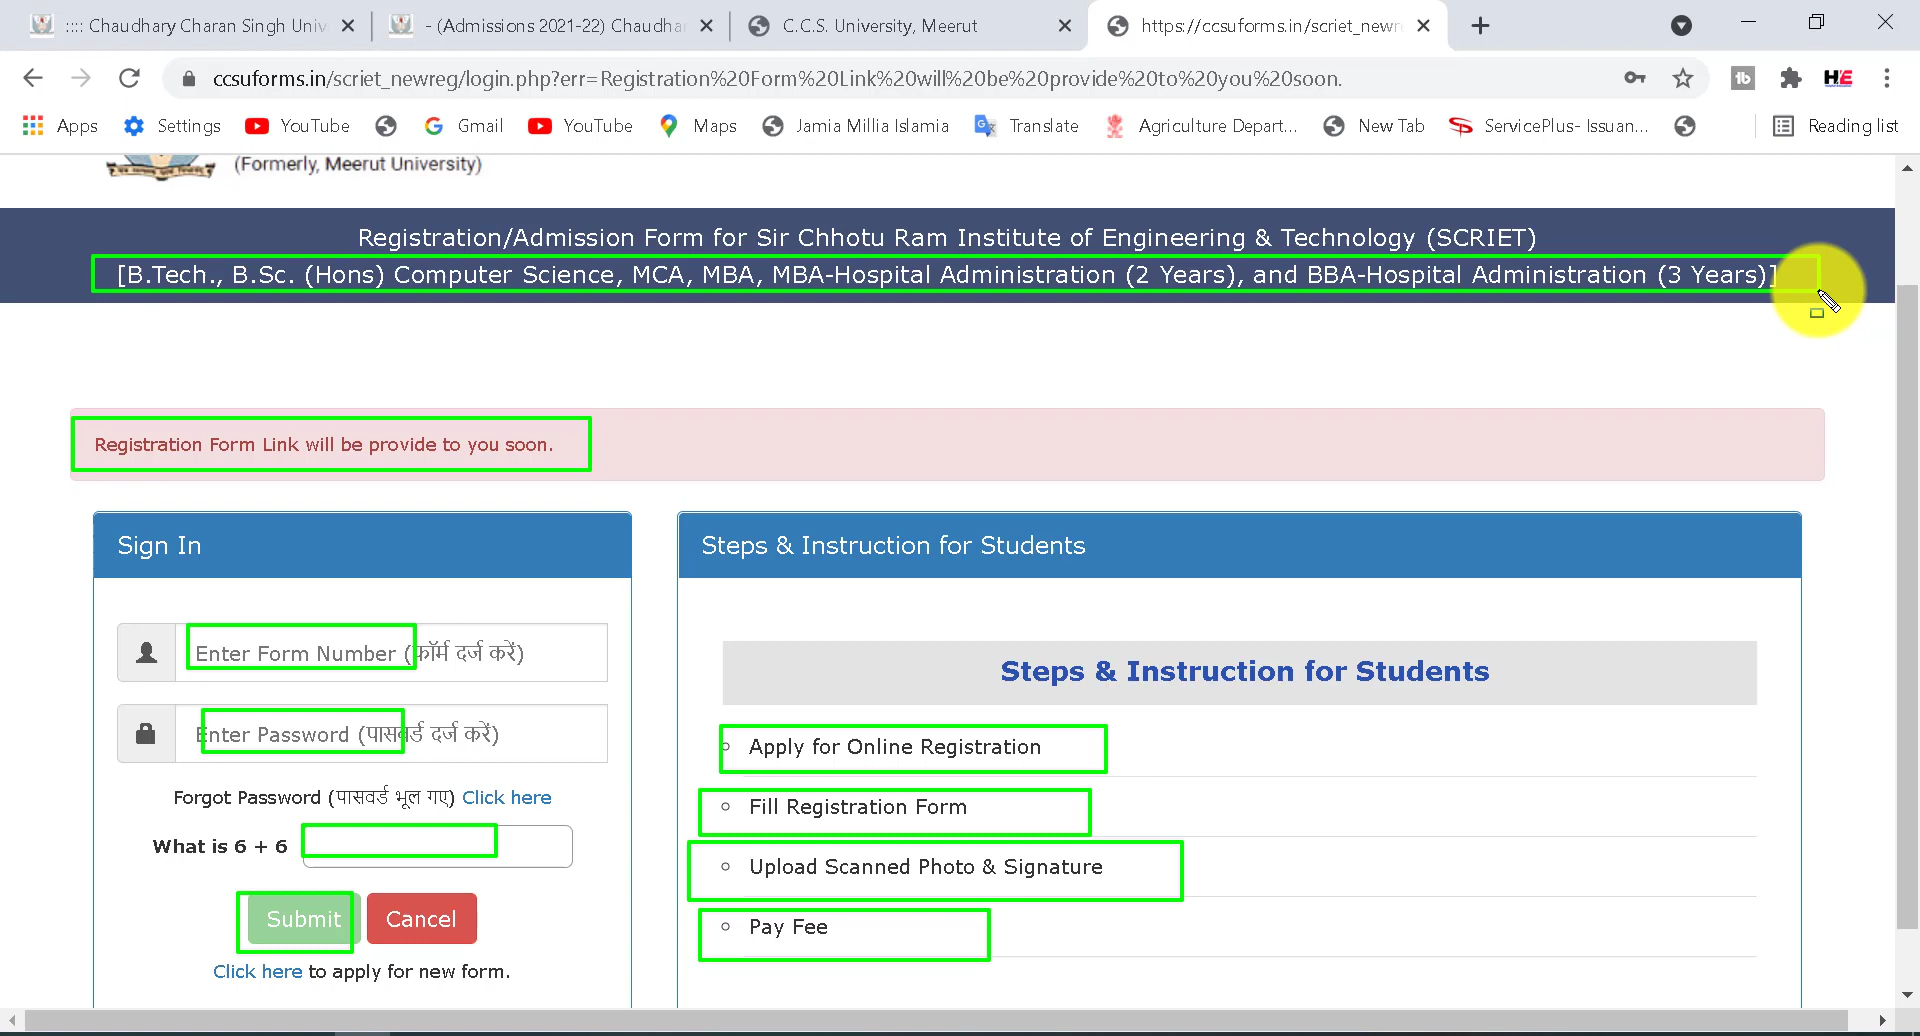 :::: Chaudhary Charan Singh Univ
- (Admissions 2021-22) Chaudhar
C.C.S. University, Meerut
https://ccsuforms.in/scriet_newre
ccsuforms.in/scriet_newreg/login.php?err=Registration%20Form%20Link%20will%20be%20provide%20to%20you%20soon.
Apps
Settings
YouTube
Gmail
YouTube
Maps
Jamia Millia Islamia
Translate
Agriculture Depart...
New Tab
ServicePlus- Issuan...
Reading list
(Formerly, Meerut University)
Registration/Admission Form for Sir Chhotu Ram Institute of Engineering & Technology (SCRIET)
[B.Tech., B.Sc. (Hons) Computer Science, MCA, MBA, MBA-Hospital Administration (2 Years), and BBA-Hospital Administration (3 Years)]
Registration Form Link will be provide to you soon.
Sign In
Enter Form Number (फॉर्म दर्ज करें)
Enter Password (पासवर्ड दर्ज करें)
Forgot Password (पासवर्ड भूल गए) Click here
What is 6 + 6
Submit
Cancel
Click here to apply for new form.
Steps & Instruction for Students
Steps & Instruction for Students
Apply for Online Registration
Fill Registration Form
Upload Scanned Photo & Signature
Pay Fee